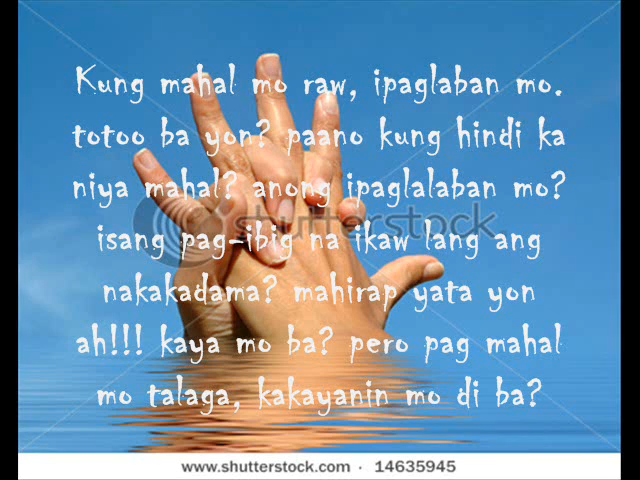 Kung mahal mo raw, ipaglaban mo.
totoo ba yon? paano kung hindi ka
niya mahal? anong ipaglalaban mo?
shutterstock
isang pag-ibig na ikaw lang ang
nakakadama? mahirap yata yon
ah!!! kaya mo ba? pero pag mahal
mo talaga, kakayanin mo di ba?
www.shutterstock.com · 14635945